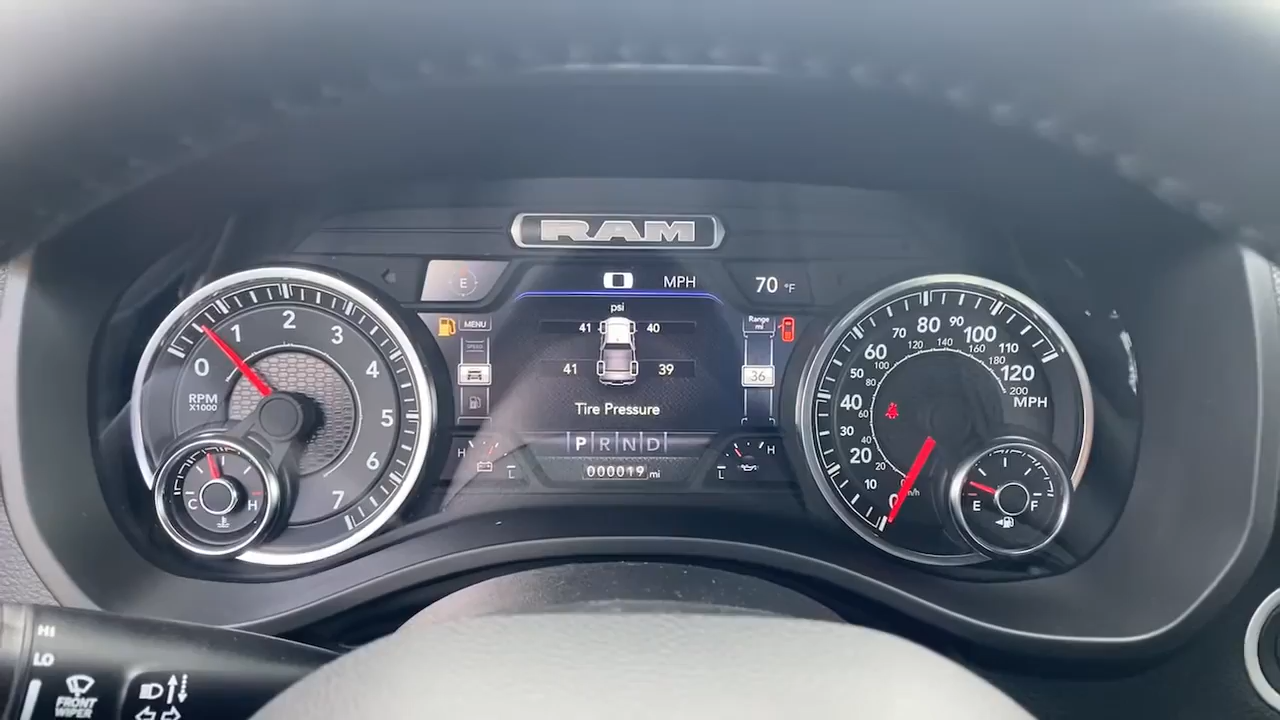 RAM
E
MPH
70 °F
psi
MENU
SPEED
41 40
41 39
Range
mi
36
Tire Pressure
P R N D
000019 mi
H
L
H
L
0 1 2 3 4 5 6 7
RPM
X1000
C H
0 10 20 30 40 50 60 70 80 90 100 110 120
MPH
20 40 60 80 100 120 140 160 180 200
km/h
E F
HI
LO
FRONT
WIPER